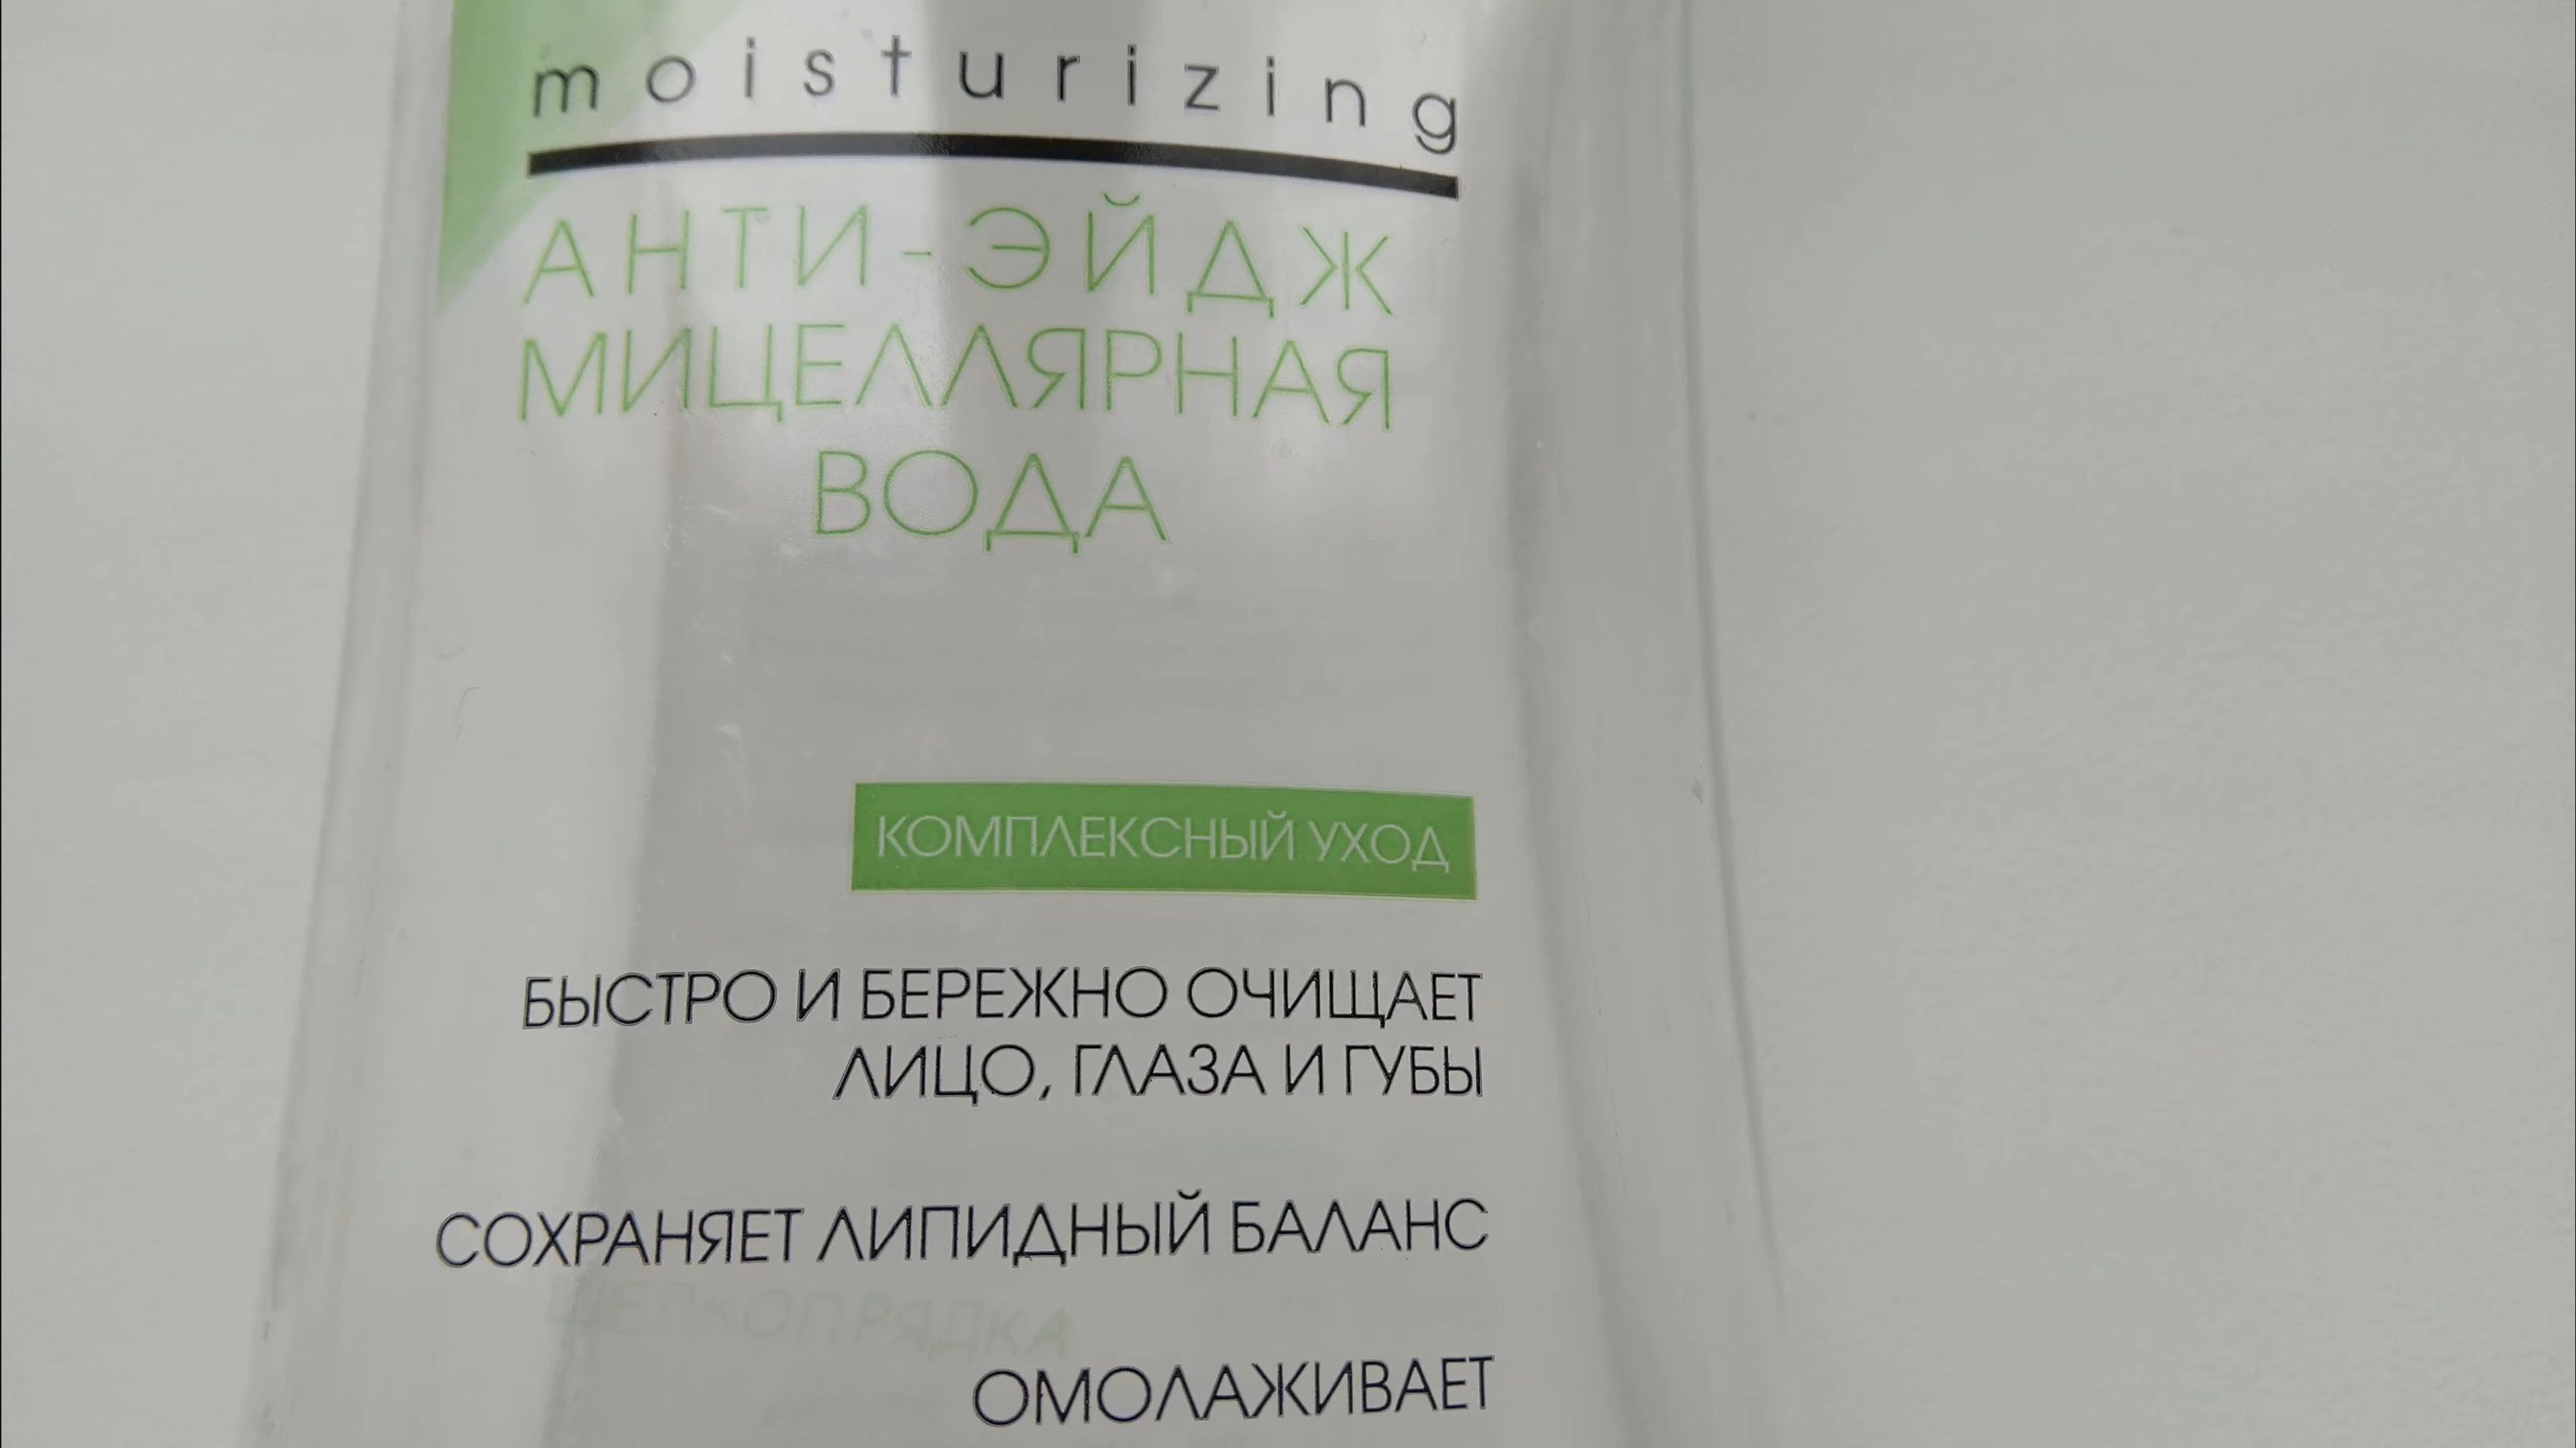 moisturizing
АНТИ-ЭЙДЖ
МИЦЕЛЛЯРНАЯ
ВОДА
КОМПЛЕКСНЫЙ УХОД
БЫСТРО И БЕРЕЖНО ОЧИЩАЕТ
ЛИЦО, ГЛАЗА И ГУБЫ
СОХРАНЯЕТ ЛИПИДНЫЙ БАЛАНС
ШЕЛКОПРЯДКА
ОМОЛАЖИВАЕТ